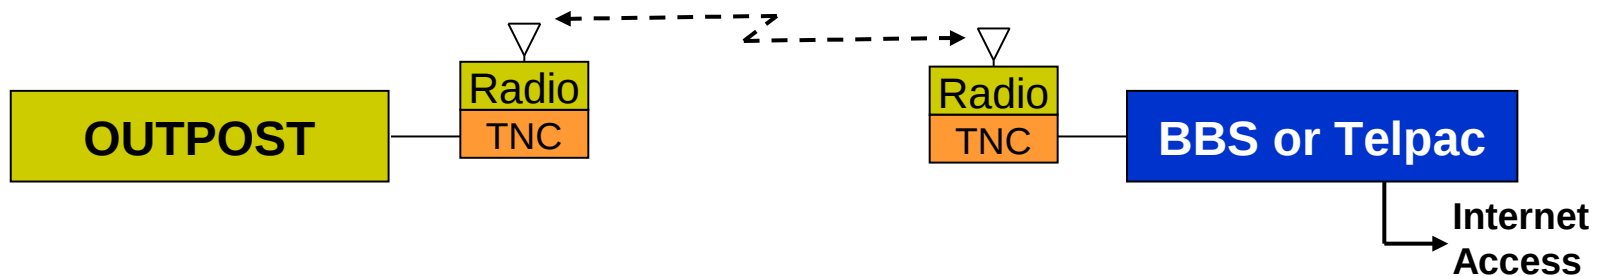 OUTPOST
Radio
TNC
Radio
TNC
BBS or Telpac
Internet
Access